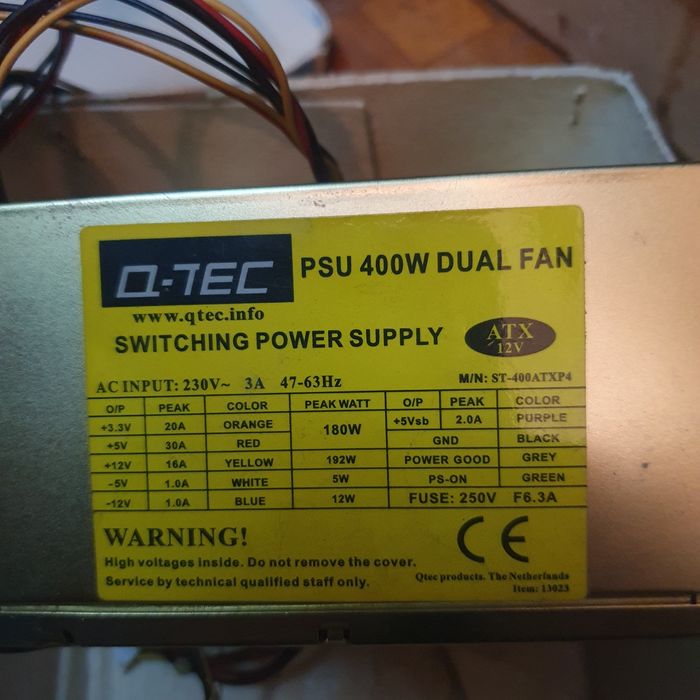 Q-TEC
PSU 400W DUAL FAN
www.qtec.info
SWITCHING POWER SUPPLY
ATX
12V
AC INPUT: 230V~ 3A 47-63Hz
M/N: ST-400ATXP4
O/P PEAK COLOR PEAK WATT O/P PEAK COLOR
+3.3V 20A ORANGE 180W +5Vsb 2.0A PURPLE
+5V 30A RED GND BLACK
+12V 16A YELLOW 192W POWER GOOD GREY
-5V 1.0A WHITE 5W PS-ON GREEN
-12V 1.0A BLUE 12W FUSE: 250V F6.3A
WARNING!
CE
High voltages inside. Do not remove the cover.
Service by technical qualified staff only.
Qtec products. The Netherlands
Item: 13023